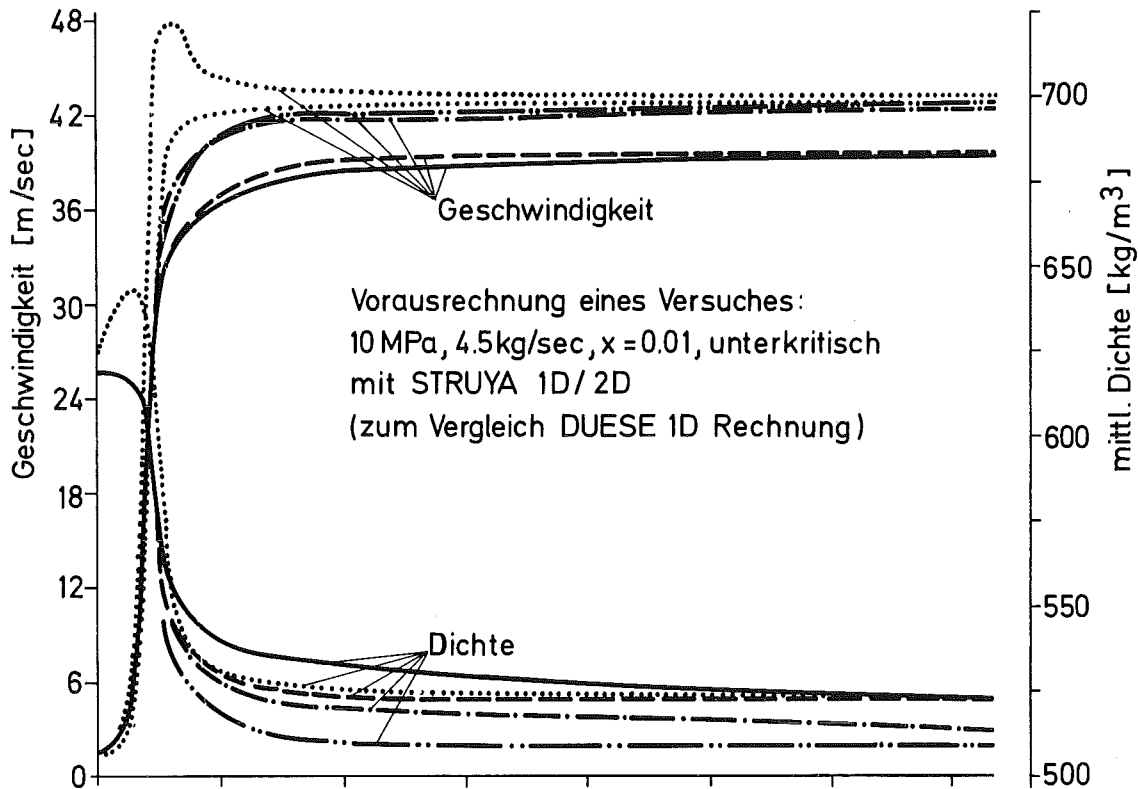 Geschwindigkeit [m/sec]
48
42
36
30
24
18
12
6
0
Geschwindigkeit
Vorausrechnung eines Versuches:
10 MPa, 4.5 kg/sec, x = 0.01, unterkritisch
mit STRUYA 1D / 2D
(zum Vergleich DUESE 1D Rechnung)
Dichte
700
650
600
550
500
mittl. Dichte [kg/m³]